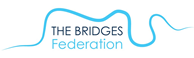 THE BRIDGES
Federation